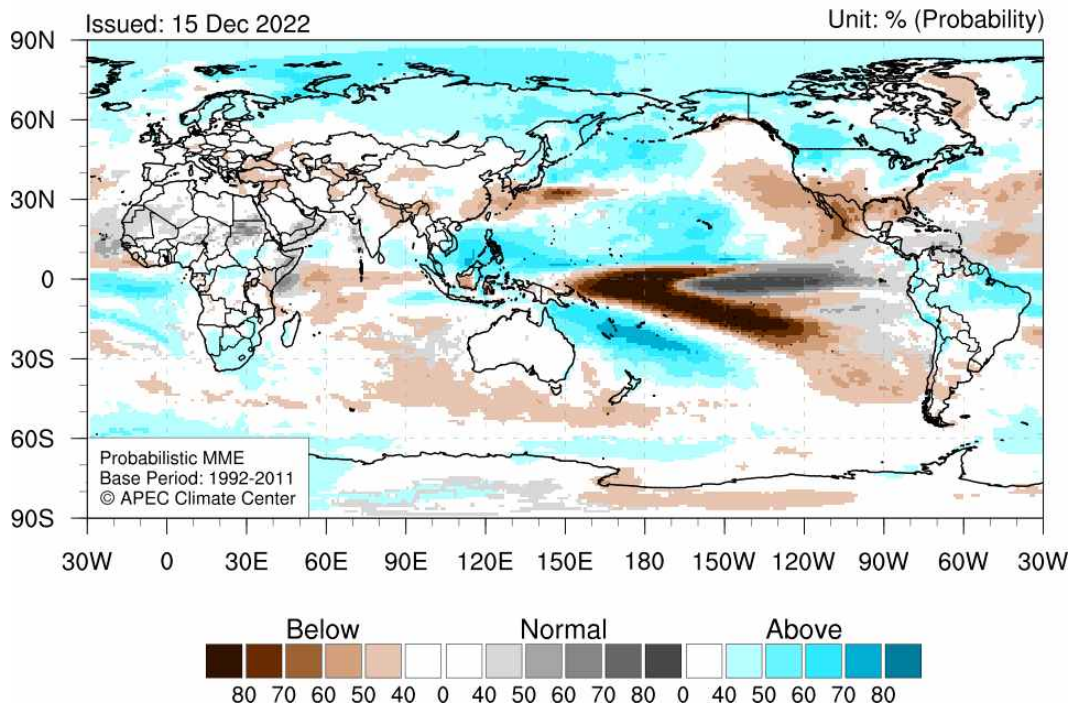 Issued: 15 Dec 2022 Unit: % (Probability)
90N
60N
30N
0
30S
60S
90S
Probabilistic MME
Base Period: 1992-2011
© APEC Climate Center
30W 0 30E 60E 90E 120E 150E 180 150W 120W 90W 60W 30W
Below Normal Above
80 70 60 50 40 0 40 50 60 70 80 0 40 50 60 70 80